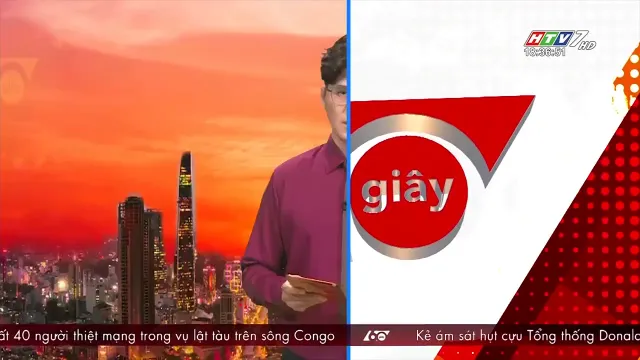 HTV7 HD
18:36:51
giây
ất 40 người thiệt mạng trong vụ lật tàu trên sông Congo Kẻ ám sát hụt cựu Tổng thống Donal